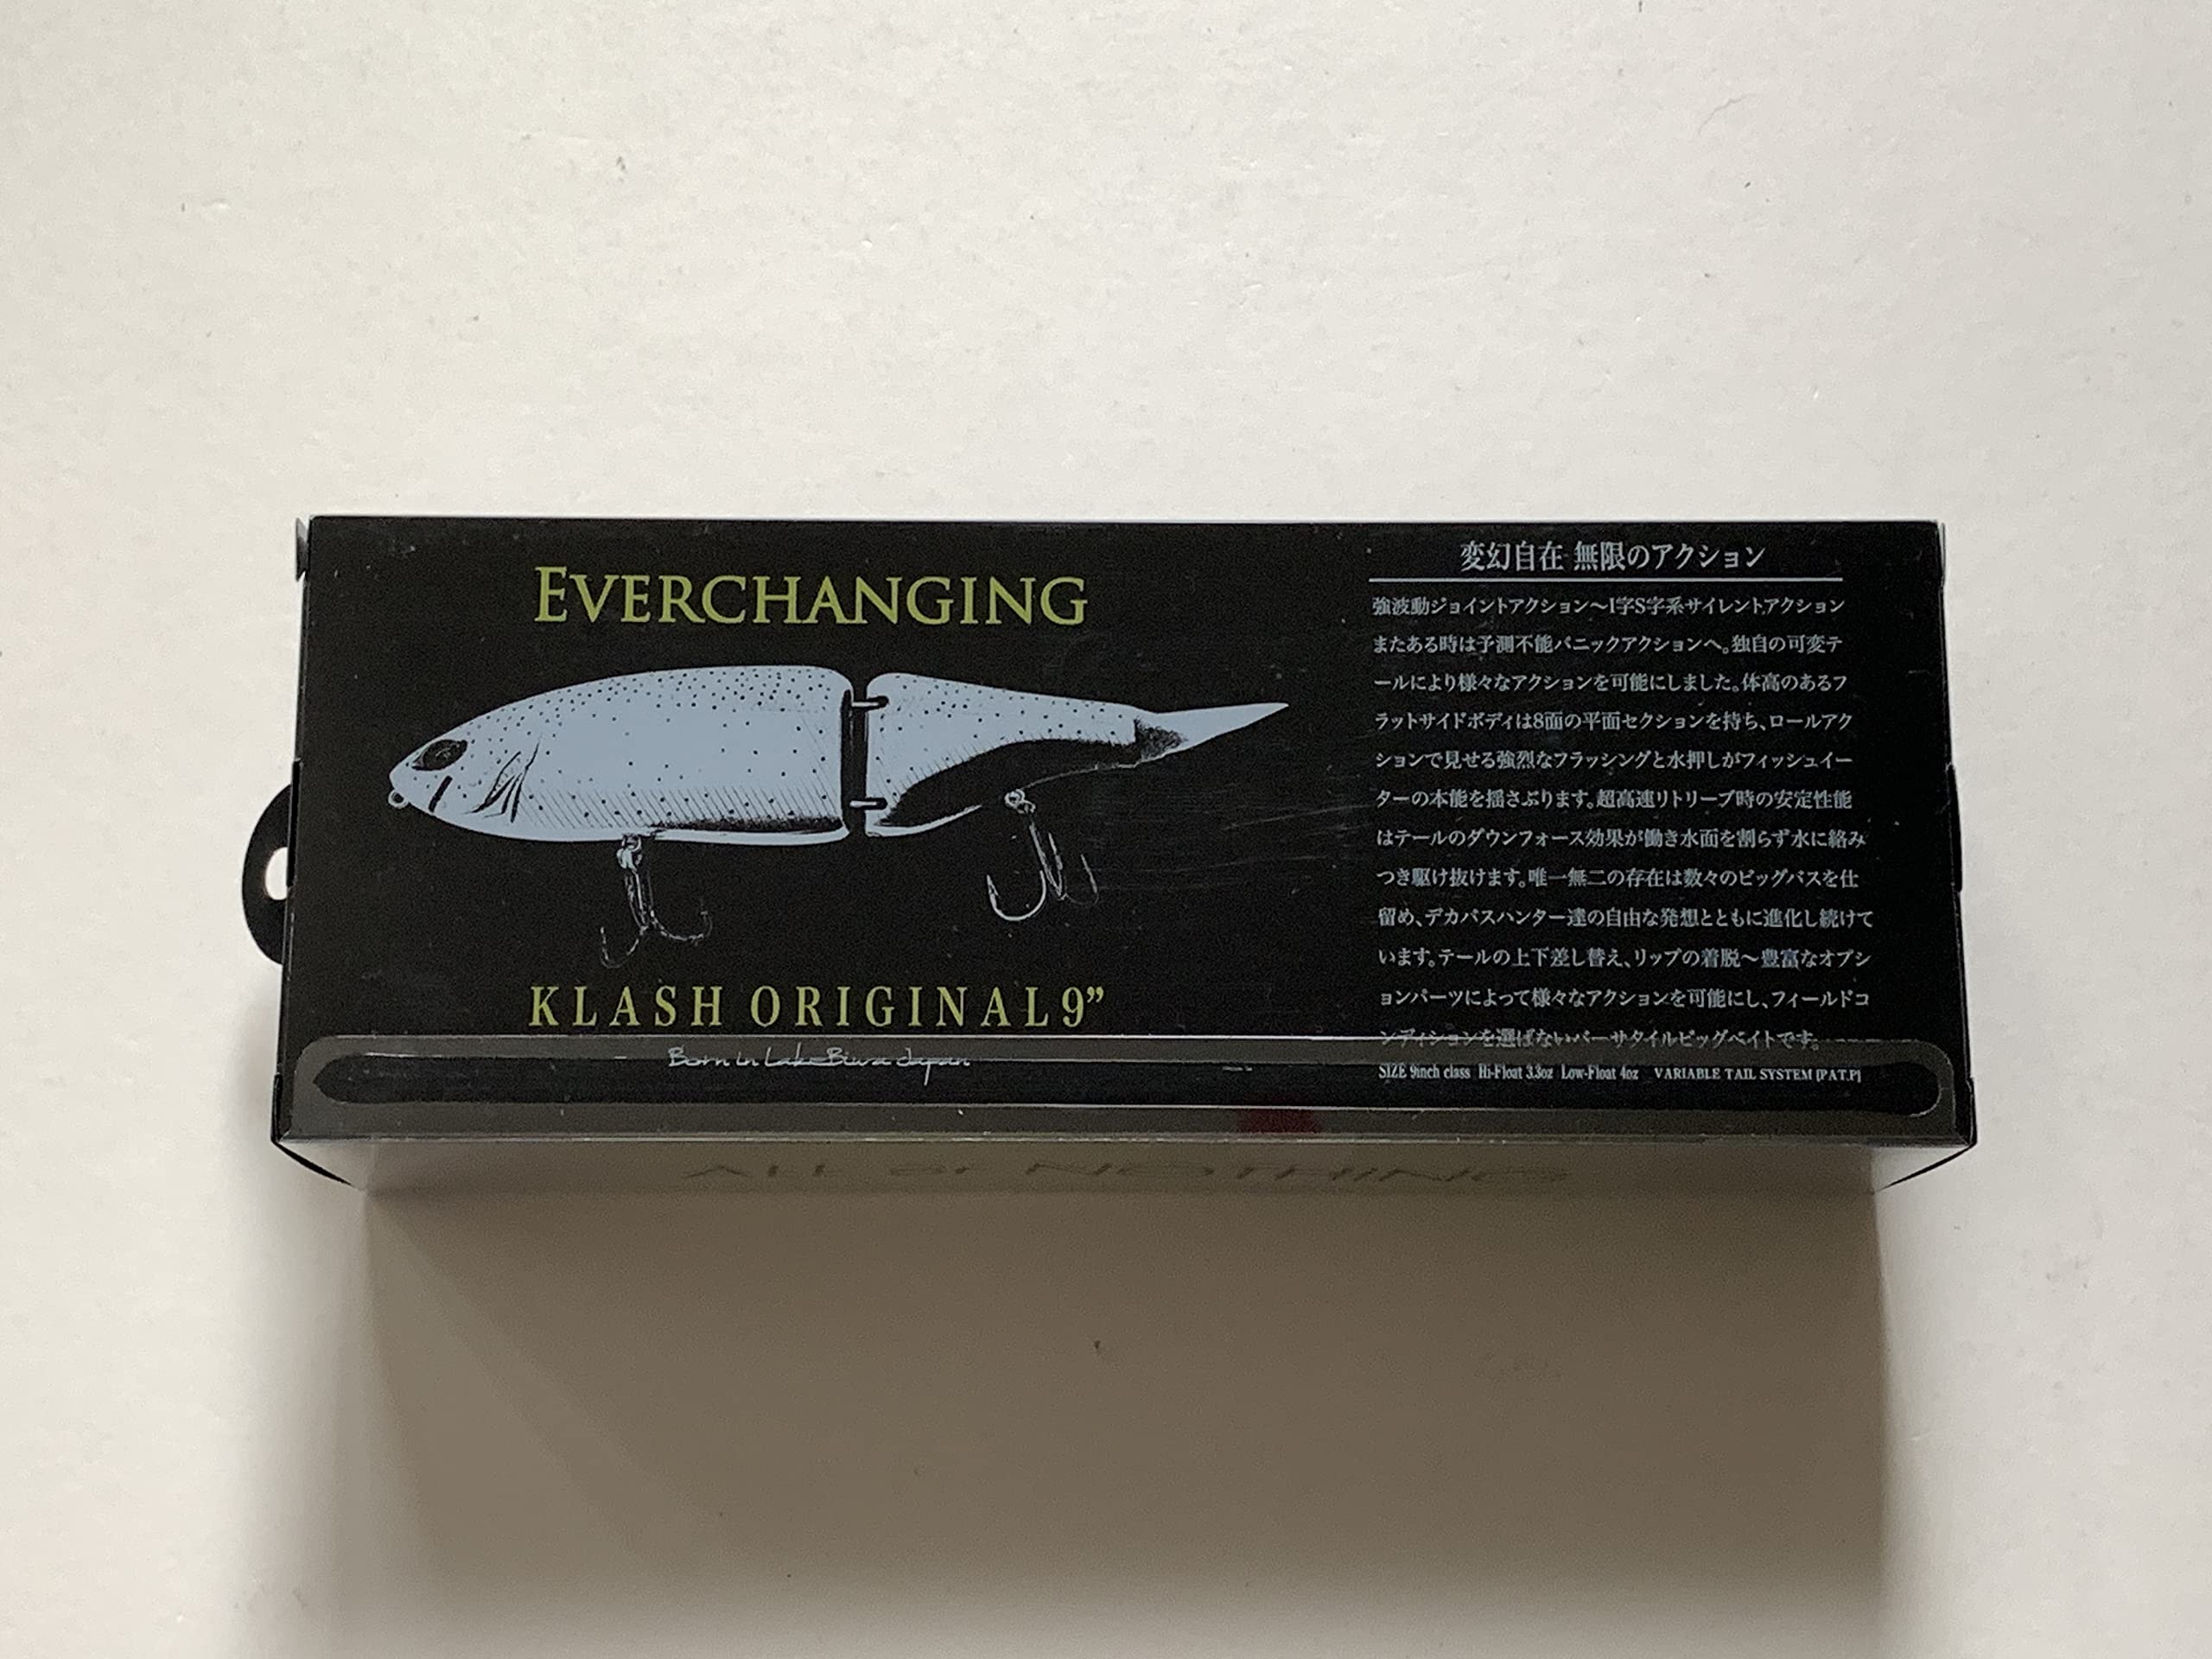 EVERCHANGING
KLASH ORIGINAL 9”
Born in Lake Biwa Japan
変幻自在 無限のアクション
強波動ジョイントアクション～I字S字系サイレントアクション
またある時は予測不能パニックアクションへ。独自の可変テ
ールにより様々なアクションを可能にしました。体高のあるフ
ラットサイドボディは8面の平面セクションを持ち、ロールアク
ションで見せる強烈なフラッシングと水押しがフィッシュイー
ターの本能を揺さぶります。超高速リトリーブ時の安定性能
はテールのダウンフォース効果が働き水面を割らず水に絡み
つき駆け抜けます。唯一無二の存在は数々のビッグバスを仕
留め、デカバスハンター達の自由な発想とともに進化し続けて
います。テールの上下差し替え、リップの着脱～豊富なオプシ
ョンパーツによって様々なアクションを可能にし、フィールドコ
ンディションを選ばないバーサタイルビッグベイトです。
SIZE 9inch class Hi-Float 3.3oz Low-Float 4oz VARIABLE TAIL SYSTEM [PAT.P]
ALL or NOTHING